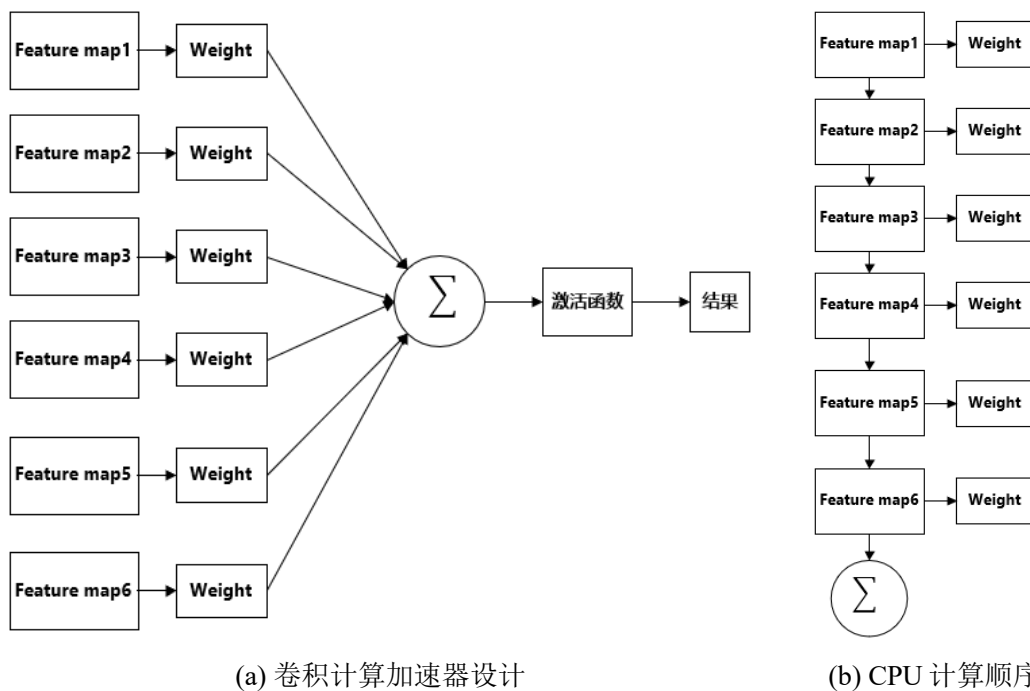 Feature map1
Weight
Feature map2
Weight
Feature map3
Weight
Feature map4
Weight
Feature map5
Weight
Feature map6
Weight
∑
激活函数
结果
(a) 卷积计算加速器设计
Feature map1
Weight
Feature map2
Weight
Feature map3
Weight
Feature map4
Weight
Feature map5
Weight
Feature map6
Weight
∑
(b) CPU 计算顺序